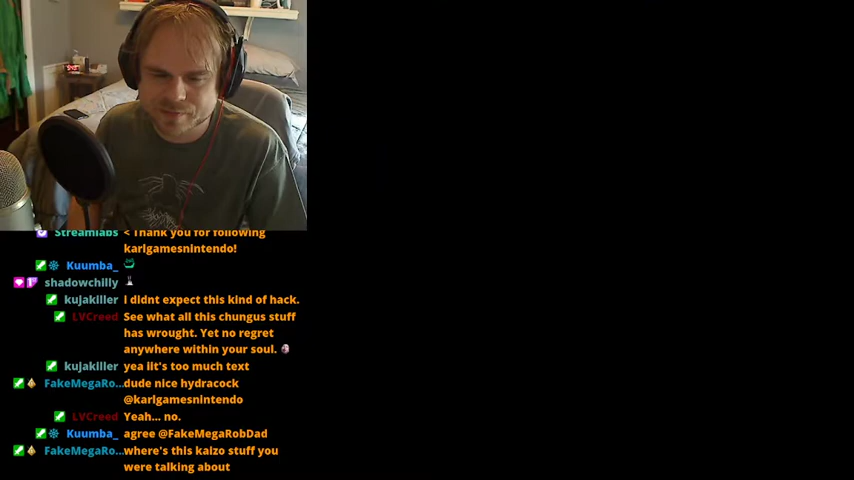 Streamlabs < Thank you for following
karlgamesnintendo!
Kuumba_
shadowchilly
kujakiller I didnt expect this kind of hack.
LVCreed See what all this chungus stuff
has wrought. Yet no regret
anywhere within your soul.
kujakiller yea iit's too much text
FakeMegaRo... dude nice hydracock
@karlgamesnintendo
LVCreed Yeah... no.
Kuumba_ agree @FakeMegaRobDad
FakeMegaRo... where's this kaizo stuff you
were talking about